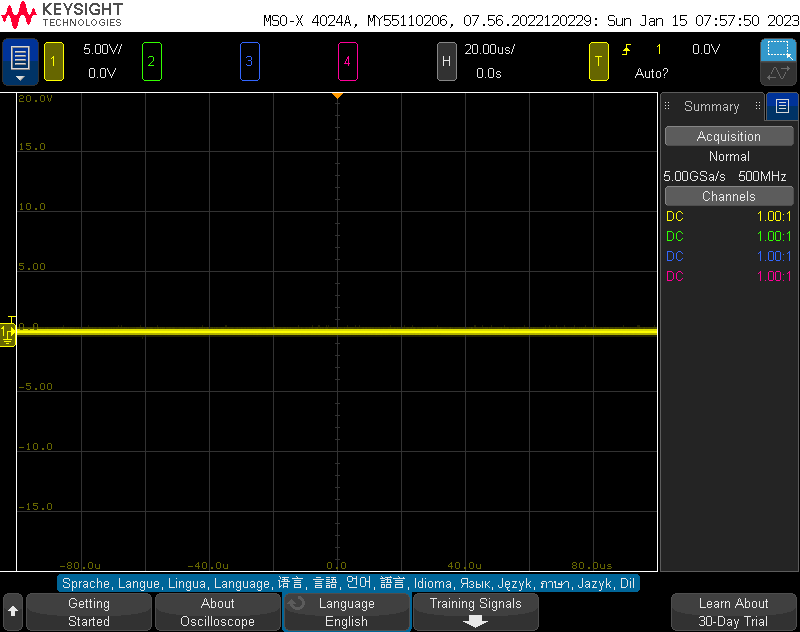 KEYSIGHT
TECHNOLOGIES
MSO-X 4024A, MY55110206, 07.56.2022120229: Sun Jan 15 07:57:50 2023
1 5.00V/ 2 3 4 H 20.00us/ T 1 0.0V
0.0V 0.0s Auto?
20.0V
15.0
10.0
5.00
T
1 0.0
-5.00
-10.0
-15.0
-80.0u -40.0u 0.0 40.0u 80.0us
Summary
Acquisition
Normal
5.00GSa/s 500MHz
Channels
DC 1.00:1
DC 1.00:1
DC 1.00:1
DC 1.00:1
Sprache, Langue, Lingua, Language, 语言, 言語, 언어, 語言, Idioma, Язык, Język, ภาษา, Jazyk, Dil
Getting Started
About Oscilloscope
Language English
Training Signals
Learn About 30-Day Trial